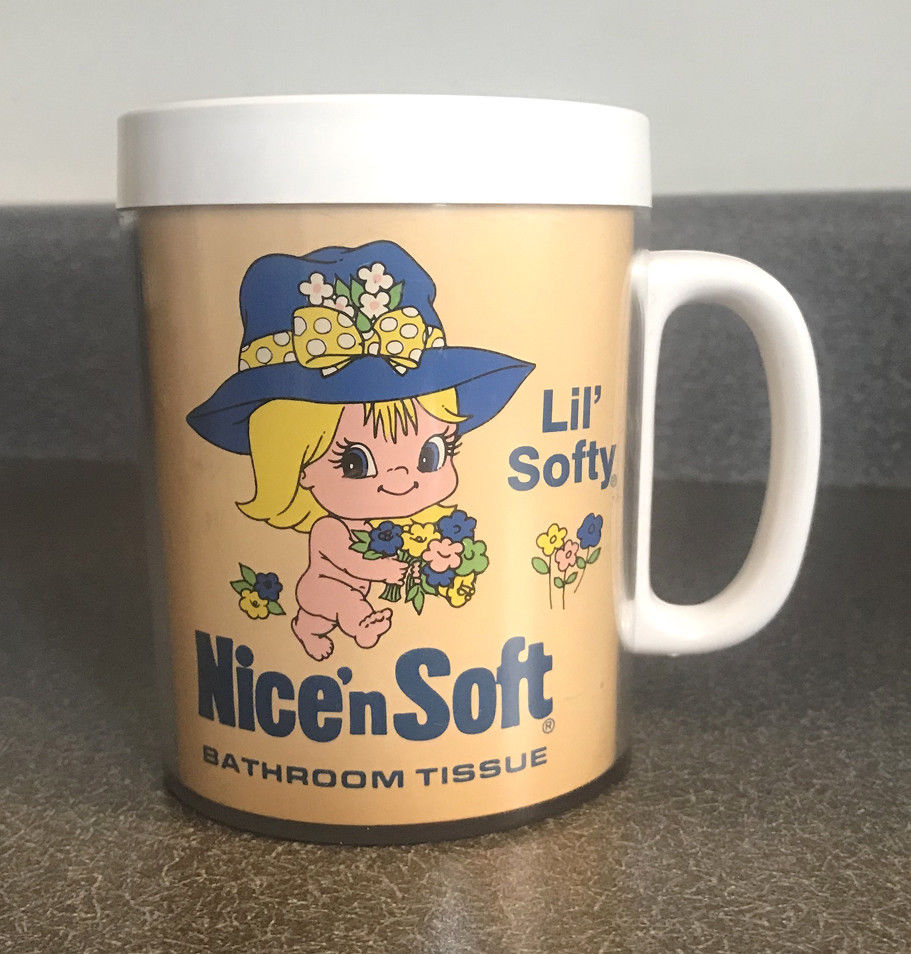 Lil'
Softy®
Nice'n Soft®
BATHROOM TISSUE